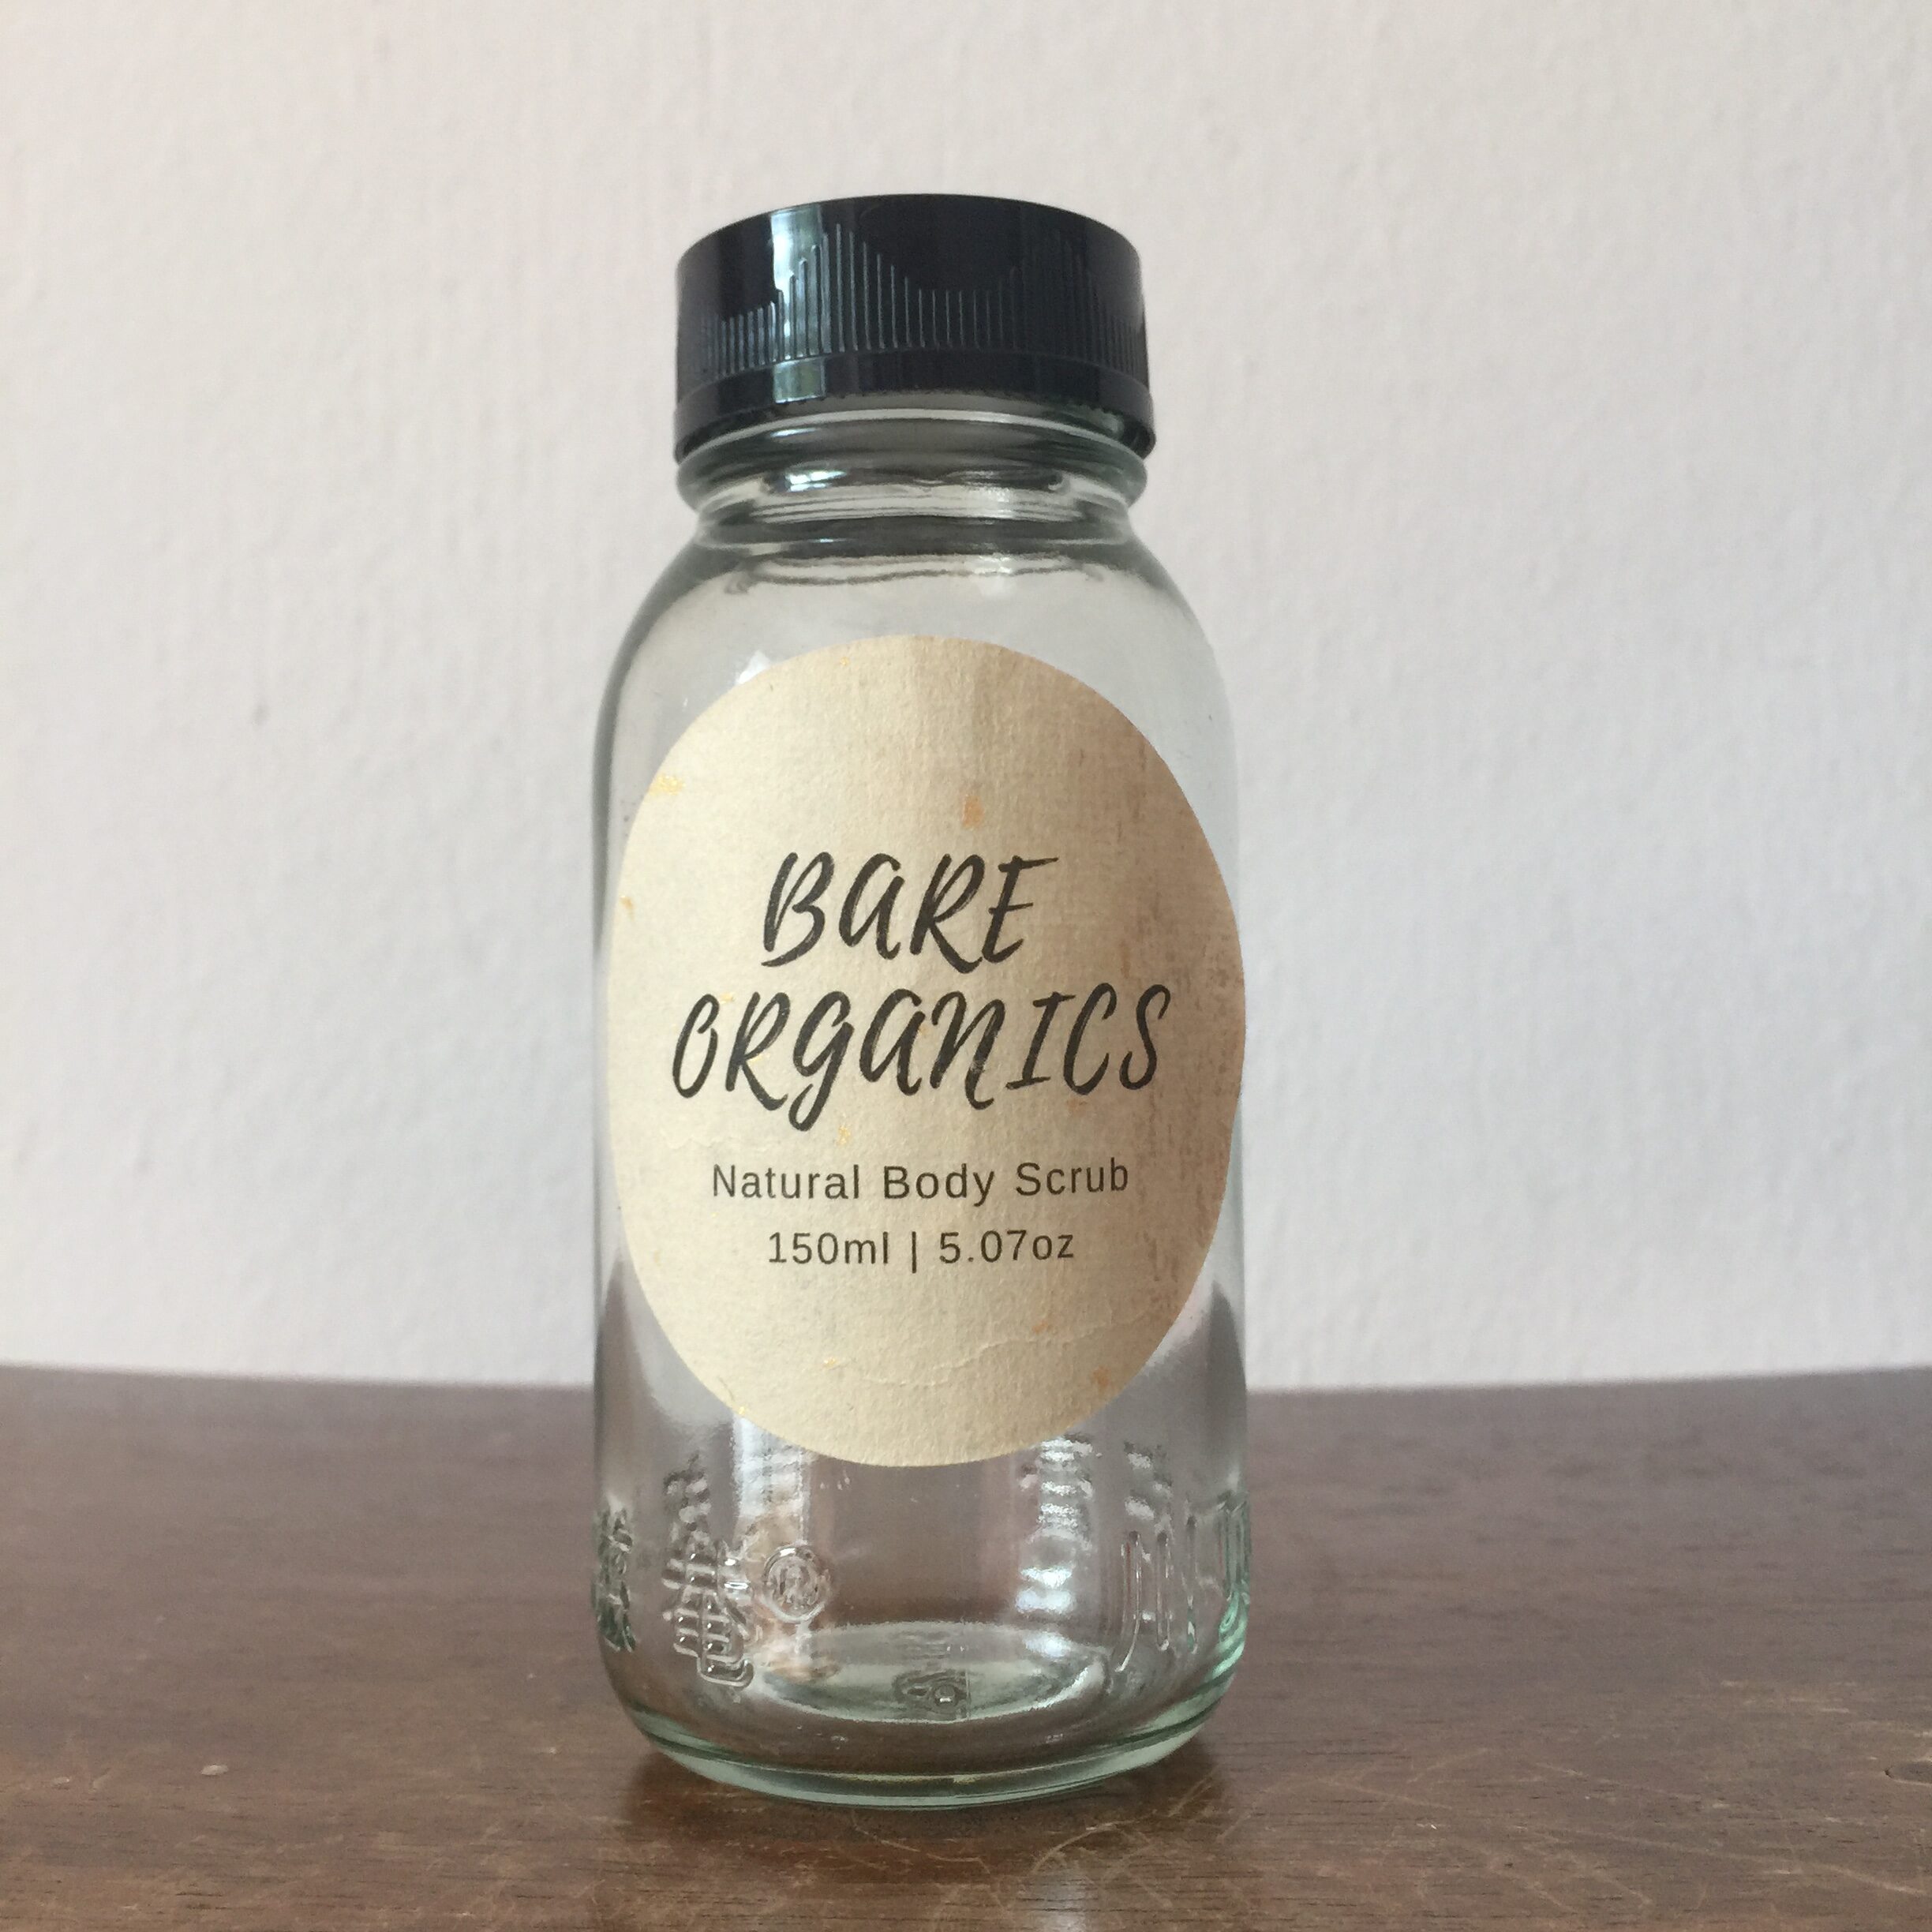 BARE
ORGANICS
Natural Body Scrub
150ml | 5.07oz
®